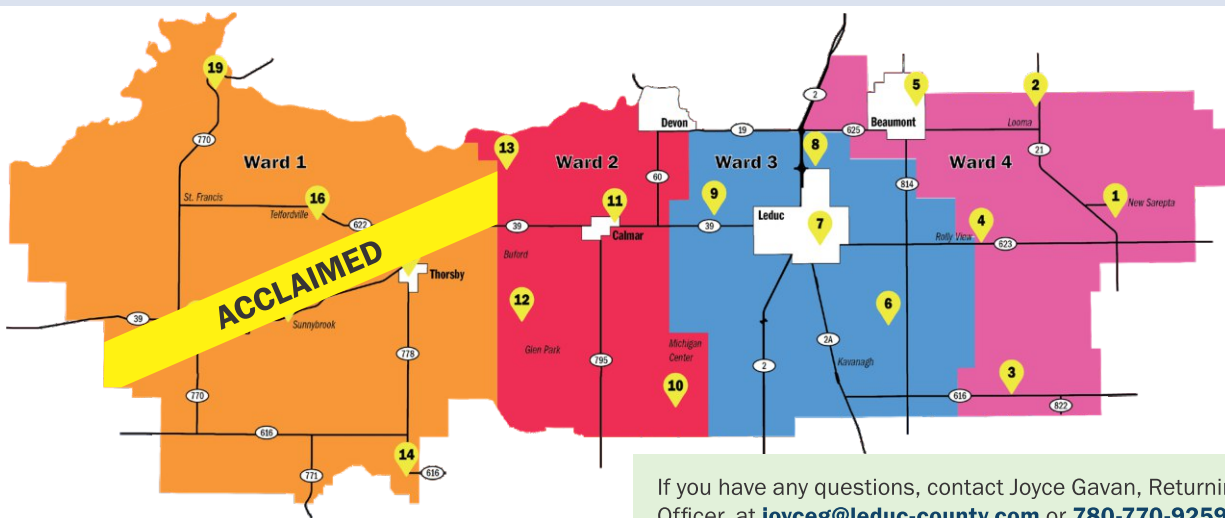 19
2
5
2
Devon
Beaumont
Looma
19
625
21
770
13
8
Ward 1
Ward 2
Ward 3
Ward 4
60
814
St. Francis
16
11
9
1
New Sarepta
Telfordville
622
39
Calmar
39
Leduc
7
4
Rolly View
623
Buford
ACCLAIMED
Thorsby
12
6
39
Sunnybrook
2A
Glen Park
Michigan
Center
778
795
2
Kavanagh
10
3
770
616
822
616
14
616
771
If you have any questions, contact Joyce Gavan, Returni
Officer, at joyceg@leduc-county.com or 780-770-9259